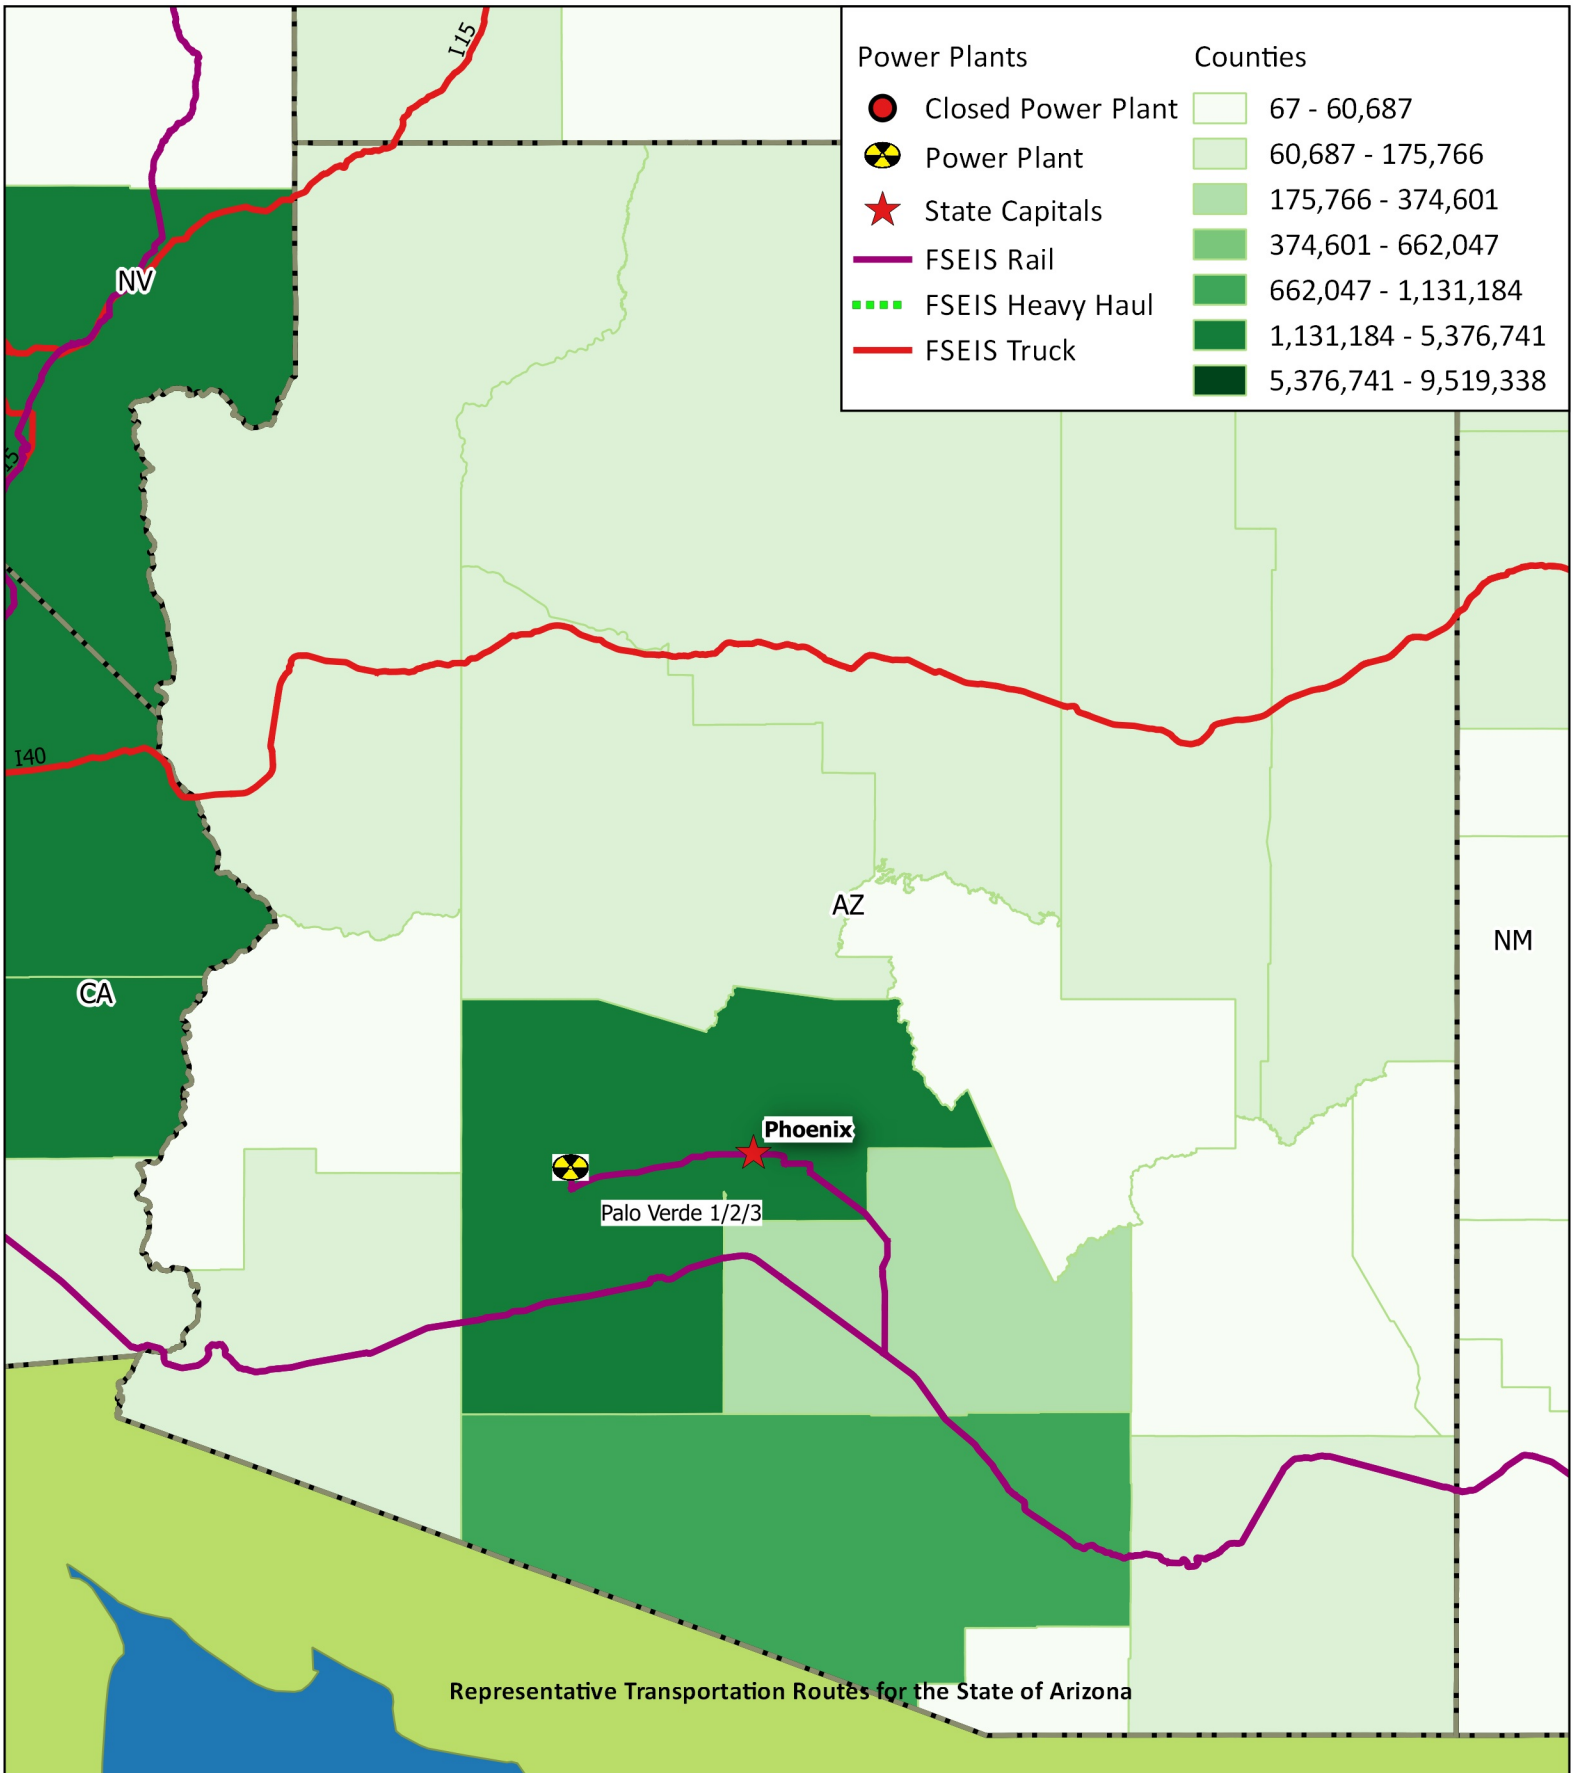 I15
Power Plants
Closed Power Plant
Power Plant
State Capitals
FSEIS Rail
FSEIS Heavy Haul
FSEIS Truck
Counties
67 - 60,687
60,687 - 175,766
175,766 - 374,601
374,601 - 662,047
662,047 - 1,131,184
1,131,184 - 5,376,741
5,376,741 - 9,519,338
NV
15
I40
AZ
NM
CA
Phoenix
Palo Verde 1/2/3
Representative Transportation Routes for the State of Arizona